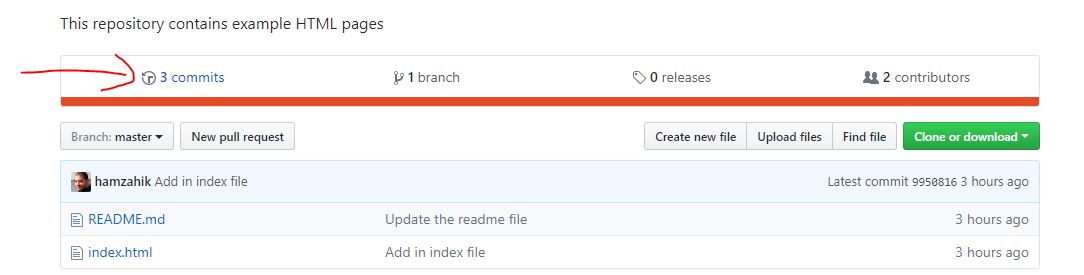 This repository contains example HTML pages
3 commits 1 branch 0 releases 2 contributors
Branch: master New pull request Create new file Upload files Find file Clone or download
hamzahik Add in index file Latest commit 9950816 3 hours ago
README.md Update the readme file 3 hours ago
index.html Add in index file 3 hours ago